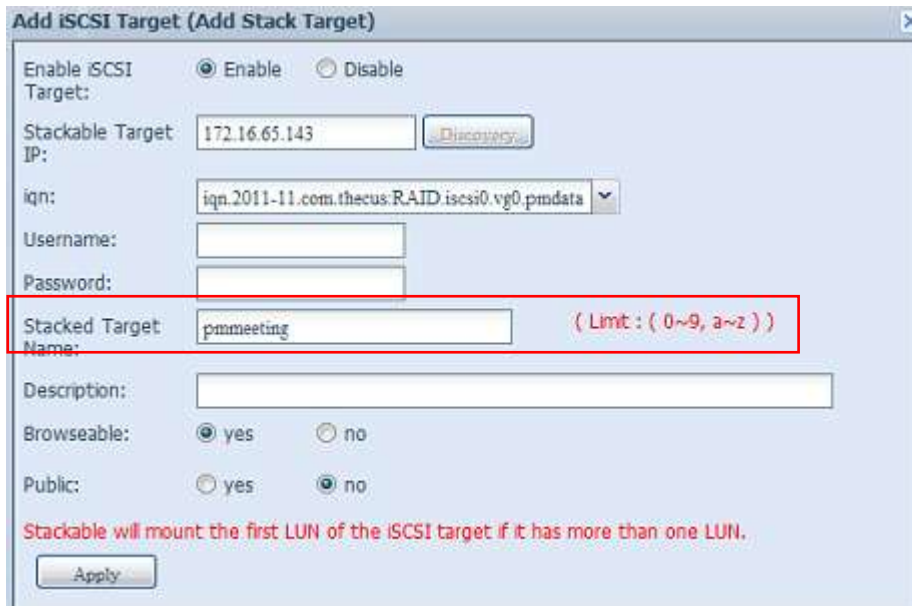 Add iSCSI Target (Add Stack Target)
Enable iSCSI Target: Enable Disable
Stackable Target IP: 172.16.65.143 Discovery
iqn: iqn.2011-11.com.thecus:RAID.iscsi0.vg0.pmdata
Username:
Password:
Stacked Target Name: pmmeeting ( Limit : ( 0~9, a~z ) )
Description:
Browseable: yes no
Public: yes no
Stackable will mount the first LUN of the iSCSI target if it has more than one LUN.
Apply